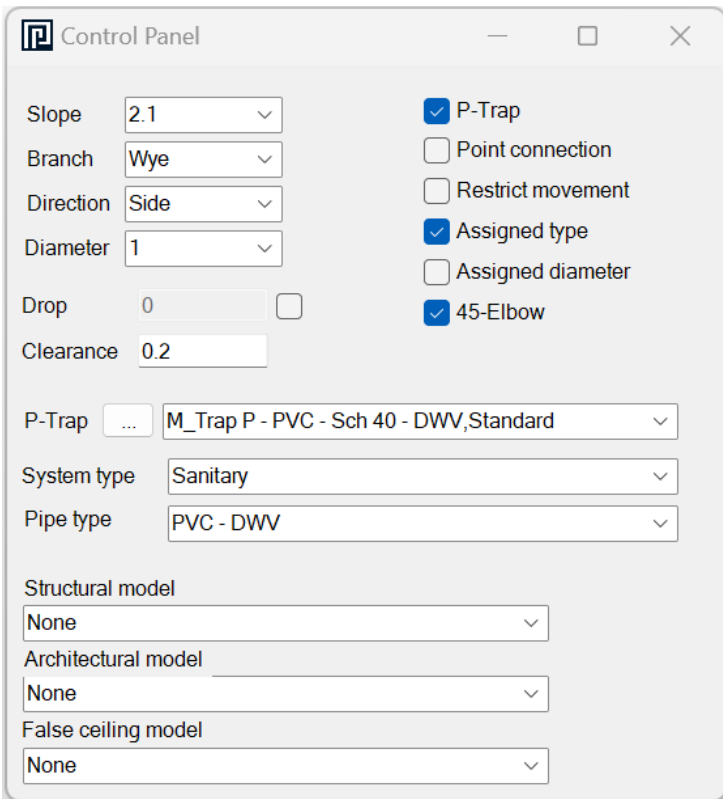 Control Panel
Slope 2.1
Branch Wye
Direction Side
Diameter 1
Drop 0
Clearance 0.2
P-Trap
Point connection
Restrict movement
Assigned type
Assigned diameter
45-Elbow
P-Trap ... M_Trap P - PVC - Sch 40 - DWV,Standard
System type Sanitary
Pipe type PVC - DWV
Structural model
None
Architectural model
None
False ceiling model
None